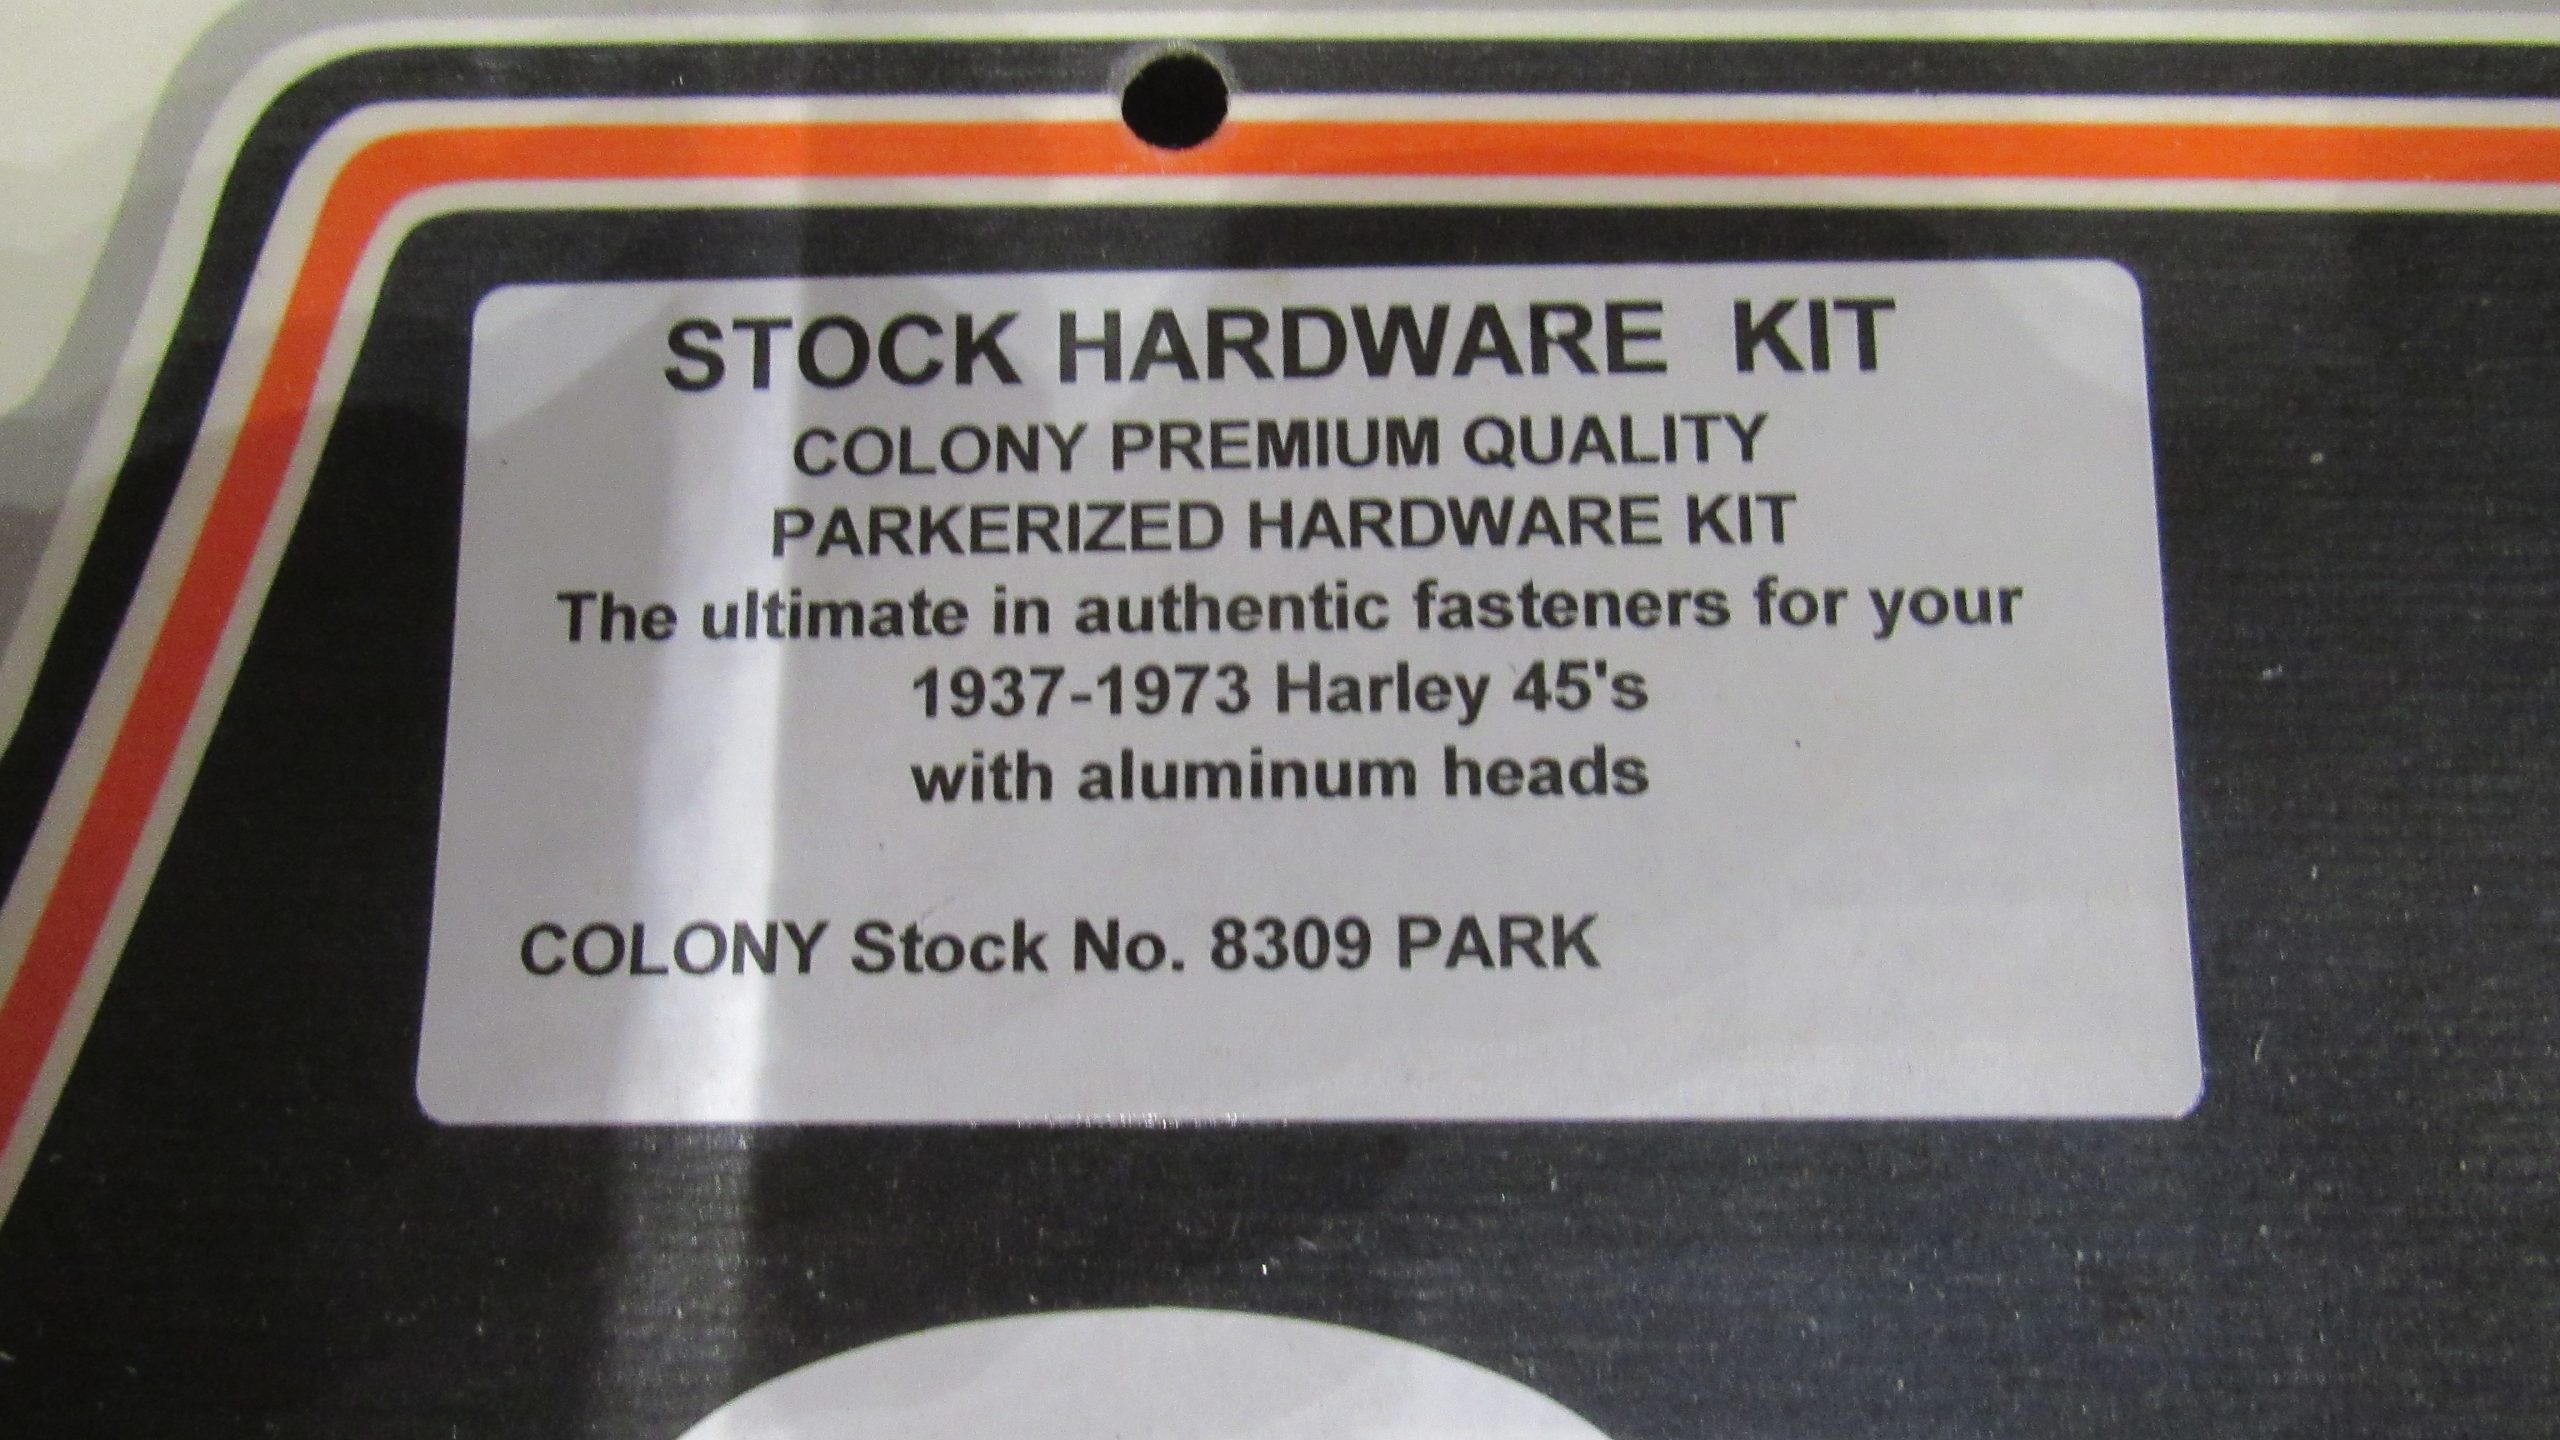 STOCK HARDWARE KIT
COLONY PREMIUM QUALITY
PARKERIZED HARDWARE KIT
The ultimate in authentic fasteners for your
1937-1973 Harley 45's
with aluminum heads
COLONY Stock No. 8309 PARK